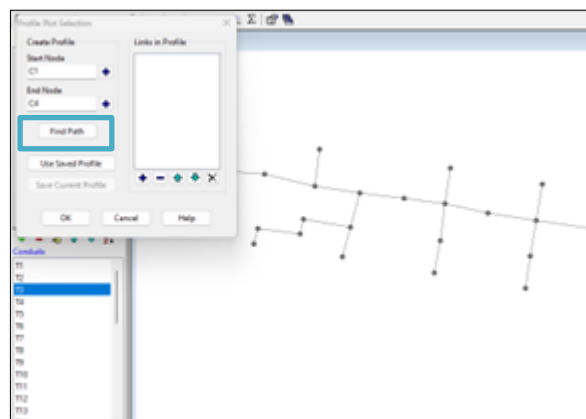 Profile Plot Selection
Create Profile
Links in Profile
Start Node
C1
End Node
C4
Find Path
Use Saved Profile
Save Current Profile
OK
Cancel
Help
Conduits
T1
T2
T3
T4
T5
T6
T7
T8
T9
T10
T11
T12
T13